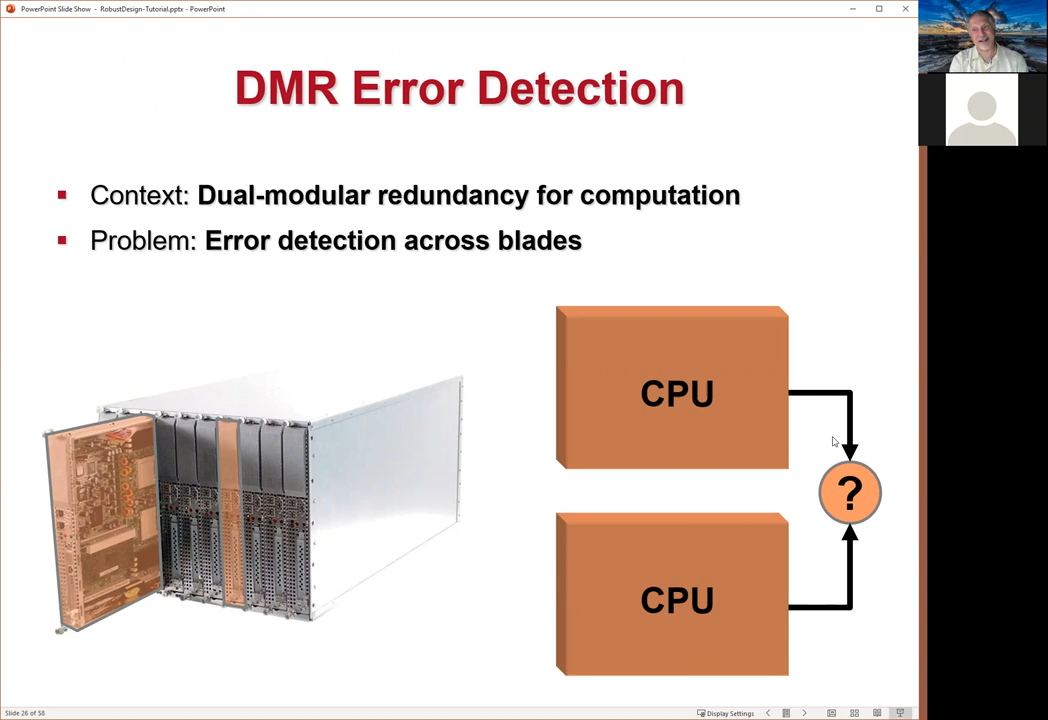 PowerPoint Slide Show - RobustDesign-Tutorial.pptx - PowerPoint
DMR Error Detection
Context: Dual-modular redundancy for computation
Problem: Error detection across blades
CPU
?
CPU
Slide 26 of 58
Display Settings